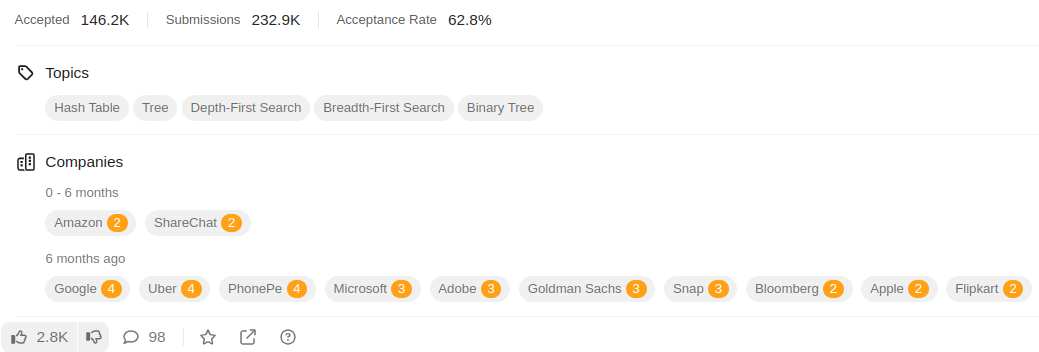 Accepted 146.2K Submissions 232.9K Acceptance Rate 62.8%
Topics
Hash Table Tree Depth-First Search Breadth-First Search Binary Tree
Companies
0 - 6 months
Amazon 2 ShareChat 2
6 months ago
Google 4 Uber 4 PhonePe 4 Microsoft 3 Adobe 3 Goldman Sachs 3 Snap 3 Bloomberg 2 Apple 2 Flipkart 2
2.8K 98